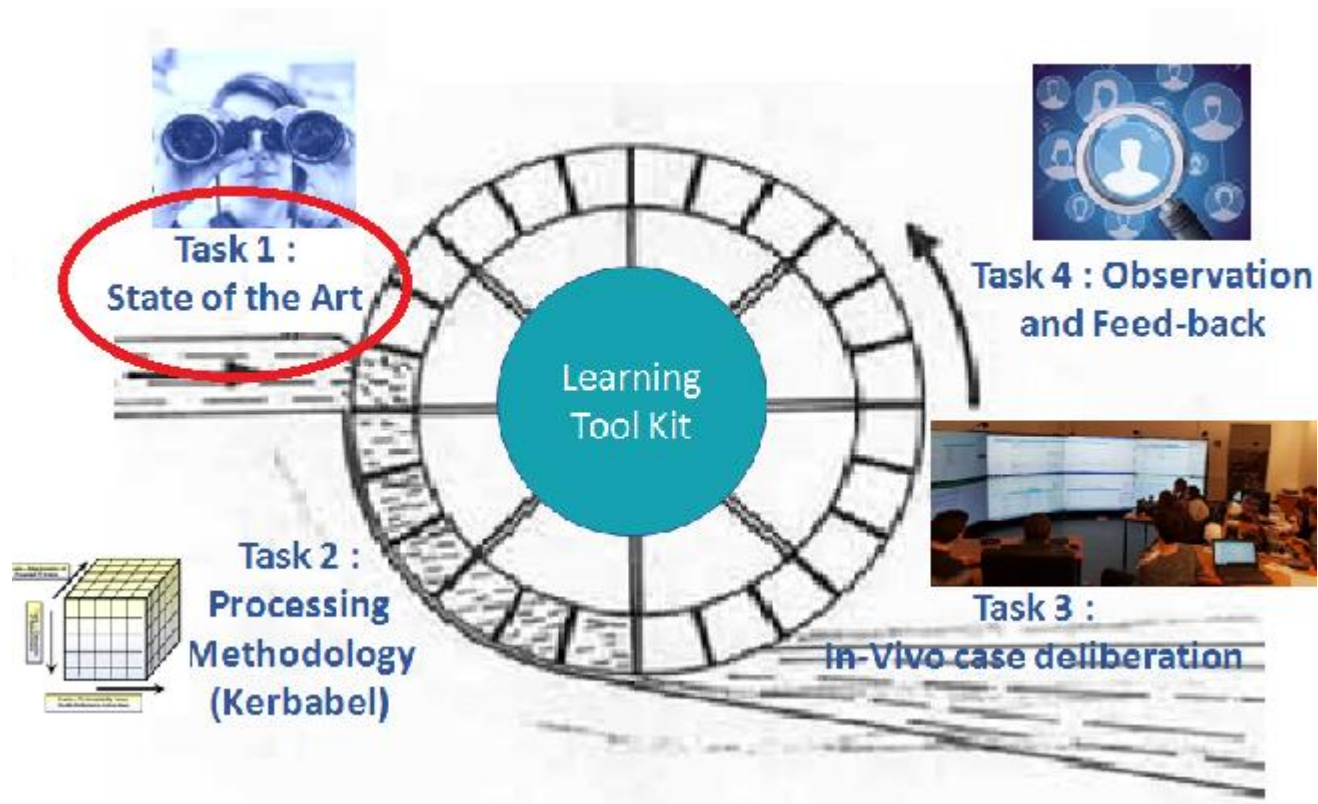 Task 1 :
State of the Art
Task 4 : Observation
and Feed-back
Learning
Tool Kit
Task 2 :
Processing
Methodology
(Kerbabel)
Task 3 :
In-Vivo case deliberation